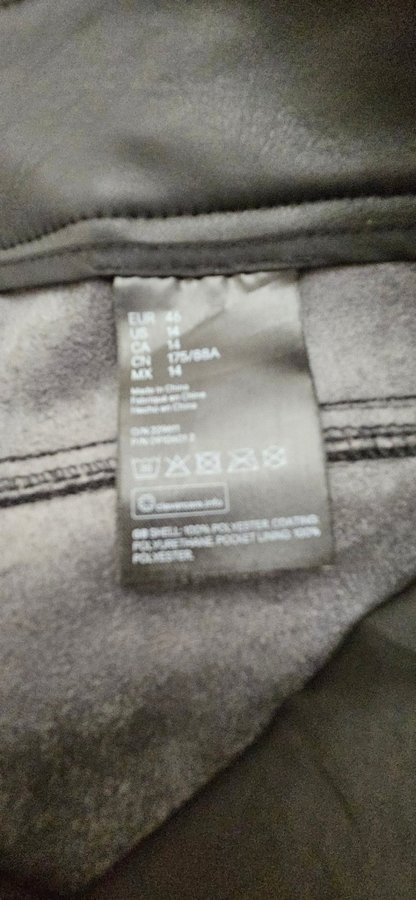 EUR 46
US 14
CA 14
CN 175/88A
MX 14
Made in China
Fabriqué en Chine
Hecho en China
clevercare.info
SHELL: 100% POLYESTER. COATING:
POLYURETHANE. POCKET LINING: 100%
POLYESTER.